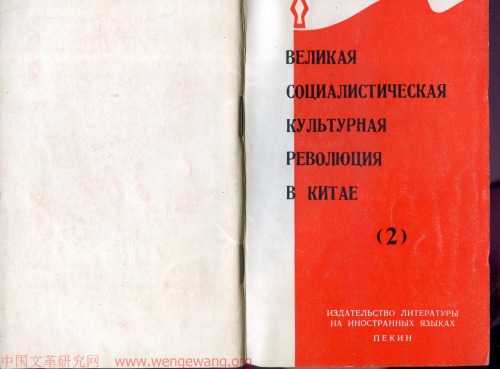 ВЕЛИКАЯ
СОЦИАЛИСТИЧЕСКАЯ
КУЛЬТУРНАЯ
РЕВОЛЮЦИЯ
В КИТАЕ
(2)
ИЗДАТЕЛЬСТВО ЛИТЕРАТУРЫ
НА ИНОСТРАННЫХ ЯЗЫКАХ
ПЕКИН
中国文革研究网 www.wengewang.org